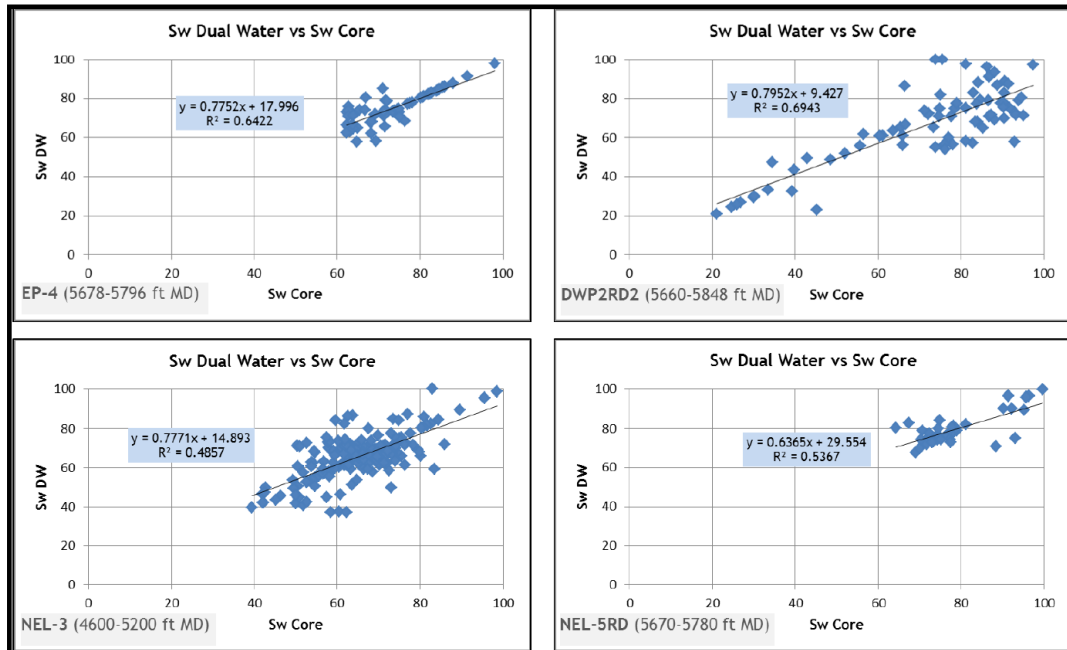 Sw Dual Water vs Sw Core
100
80
60
40
20
0
Sw DW
y = 0.7752x + 17.996
R² = 0.6422
0 20 40 60 80 100
Sw Core
EP-4 (5678-5796 ft MD)
Sw Dual Water vs Sw Core
100
80
60
40
20
0
Sw DW
y = 0.7952x + 9.427
R² = 0.6943
0 20 40 60 80 100
Sw Core
DWP2RD2 (5660-5848 ft MD)
Sw Dual Water vs Sw Core
100
80
60
40
20
0
Sw DW
y = 0.7771x + 14.893
R² = 0.4857
0 20 40 60 80 100
Sw Core
NEL-3 (4600-5200 ft MD)
Sw Dual Water vs Sw Core
100
80
60
40
20
0
Sw DW
y = 0.6365x + 29.554
R² = 0.5367
0 20 40 60 80 100
Sw Core
NEL-5RD (5670-5780 ft MD)